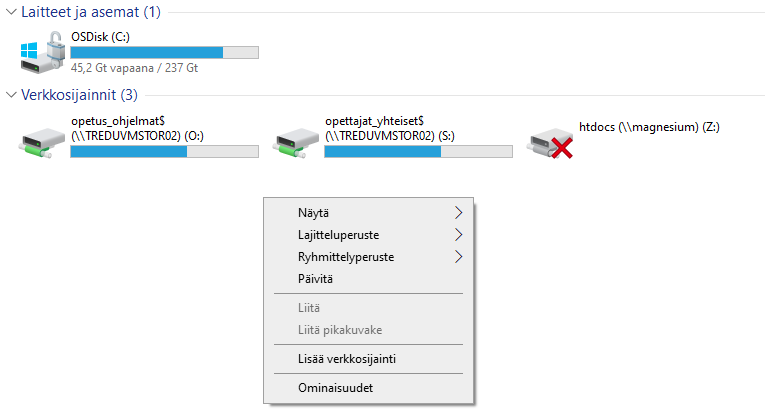 Laitteet ja asemat (1)
OSDisk (C:)
45,2 Gt vapaana / 237 Gt
Verkkosijainnit (3)
opetus_ohjelmat$
(\\TREDUVMSTOR02) (O:)
opettajat_yhteiset$
(\\TREDUVMSTOR02) (S:)
htdocs (\\magnesium) (Z:)
Näytä
Lajitteluperuste
Ryhmittelyperuste
Päivitä
Liitä
Liitä pikakuvake
Lisää verkkosijainti
Ominaisuudet